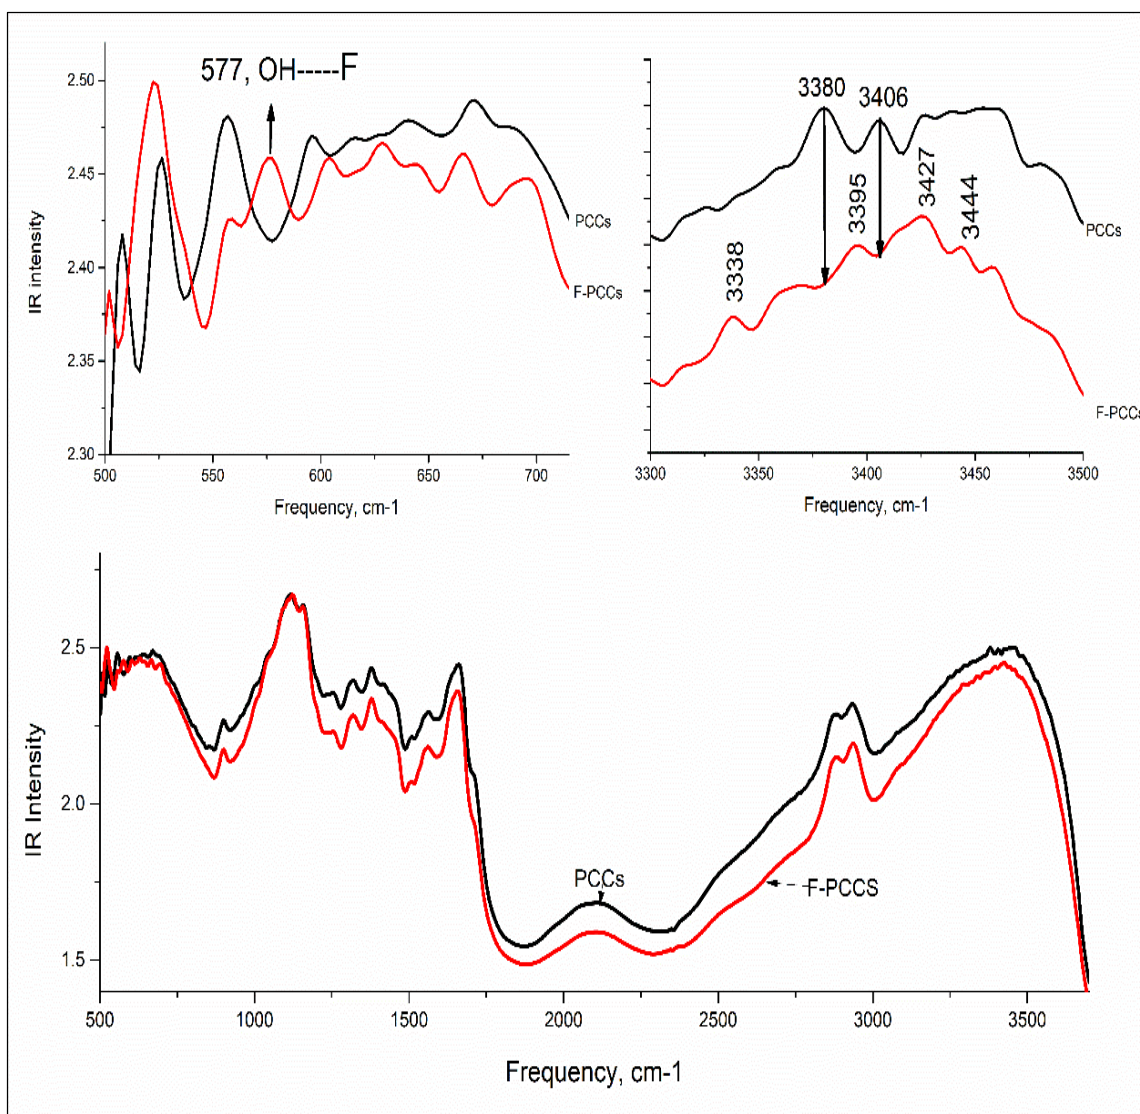 577, OH-----F
2.50
2.45
2.40
2.35
2.30
IR intensity
PCCs
F-PCCs
500
550
600
650
700
Frequency, cm-1
3380
3406
3338
3395
3427
3444
PCCs
F-PCCs
3300
3350
3400
3450
3500
Frequency, cm-1
2.5
2.0
1.5
IR Intensity
PCCs
F-PCCS
500
1000
1500
2000
2500
3000
3500
Frequency, cm-1